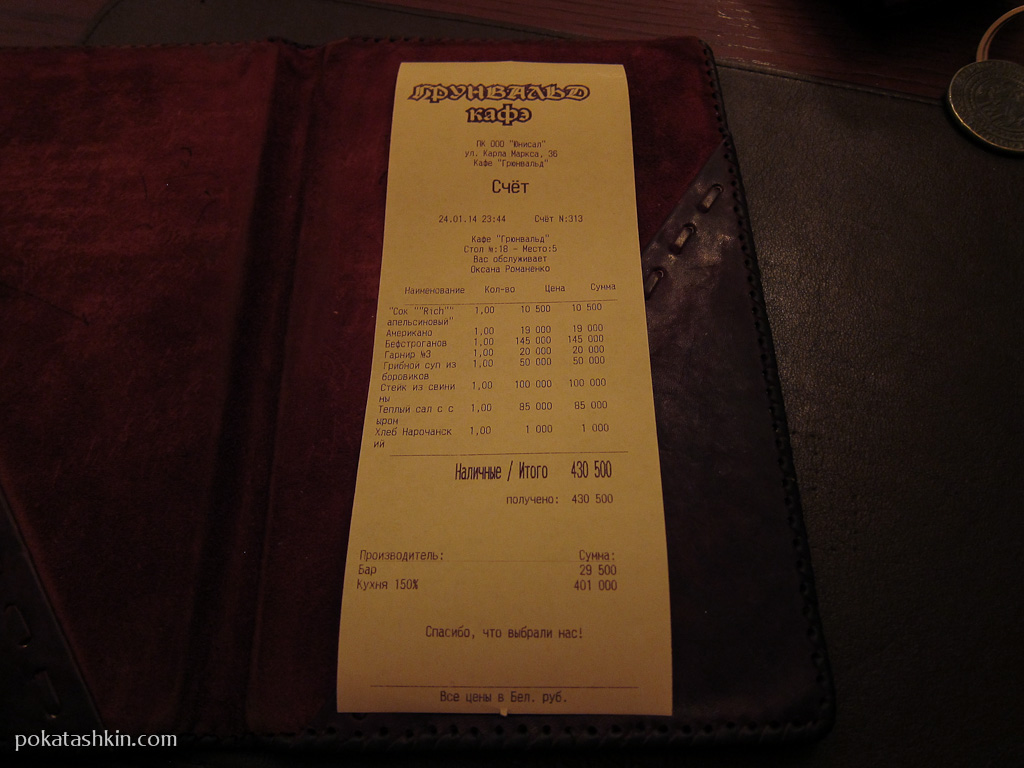 ГРУНВАЛЬД
кафэ
ПК ООО "Юнисап"
ул. Карла Маркса, 36
Кафе "Грюнвальд"
Счёт
24.01.14 23:44 Счёт N:313
Кафе "Грюнвальд"
Стол №:18 - Место:5
Вас обслуживает
Оксана Романенко
Наименование Кол-во Цена Сумма
"Сок ""Rich"" 1,00 10 500 10 500
апельсиновый"
Американо 1,00 19 000 19 000
Бефстроганов 1,00 145 000 145 000
Гарнир №3 1,00 20 000 20 000
Грибной суп из 1,00 50 000 50 000
боровиков
Стейк из свини 1,00 100 000 100 000
ны
Теплый сал с с 1,00 85 000 85 000
ыром
Хлеб Нарочанск 1,00 1 000 1 000
ий
Наличные / Итого 430 500
получено: 430 500
Производитель: Сумма:
Бар 29 500
Кухня 150% 401 000
Спасибо, что выбрали нас!
Все цены в Бел. руб.
pokatashkin.com